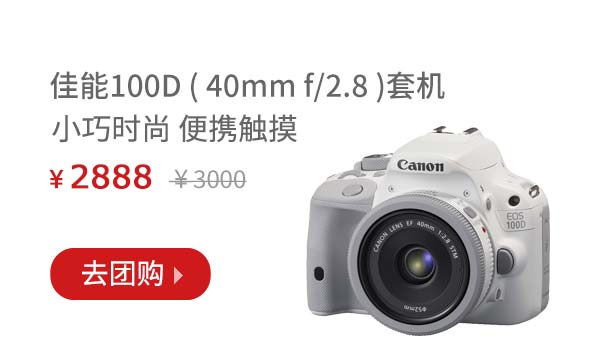 佳能100D ( 40mm f/2.8 )套机
小巧时尚 便携触摸
¥ 2888 ¥ 3000
去团购
Canon
EOS
100D
CANON LENS EF 40mm 1:2.8 STM
Φ52mm